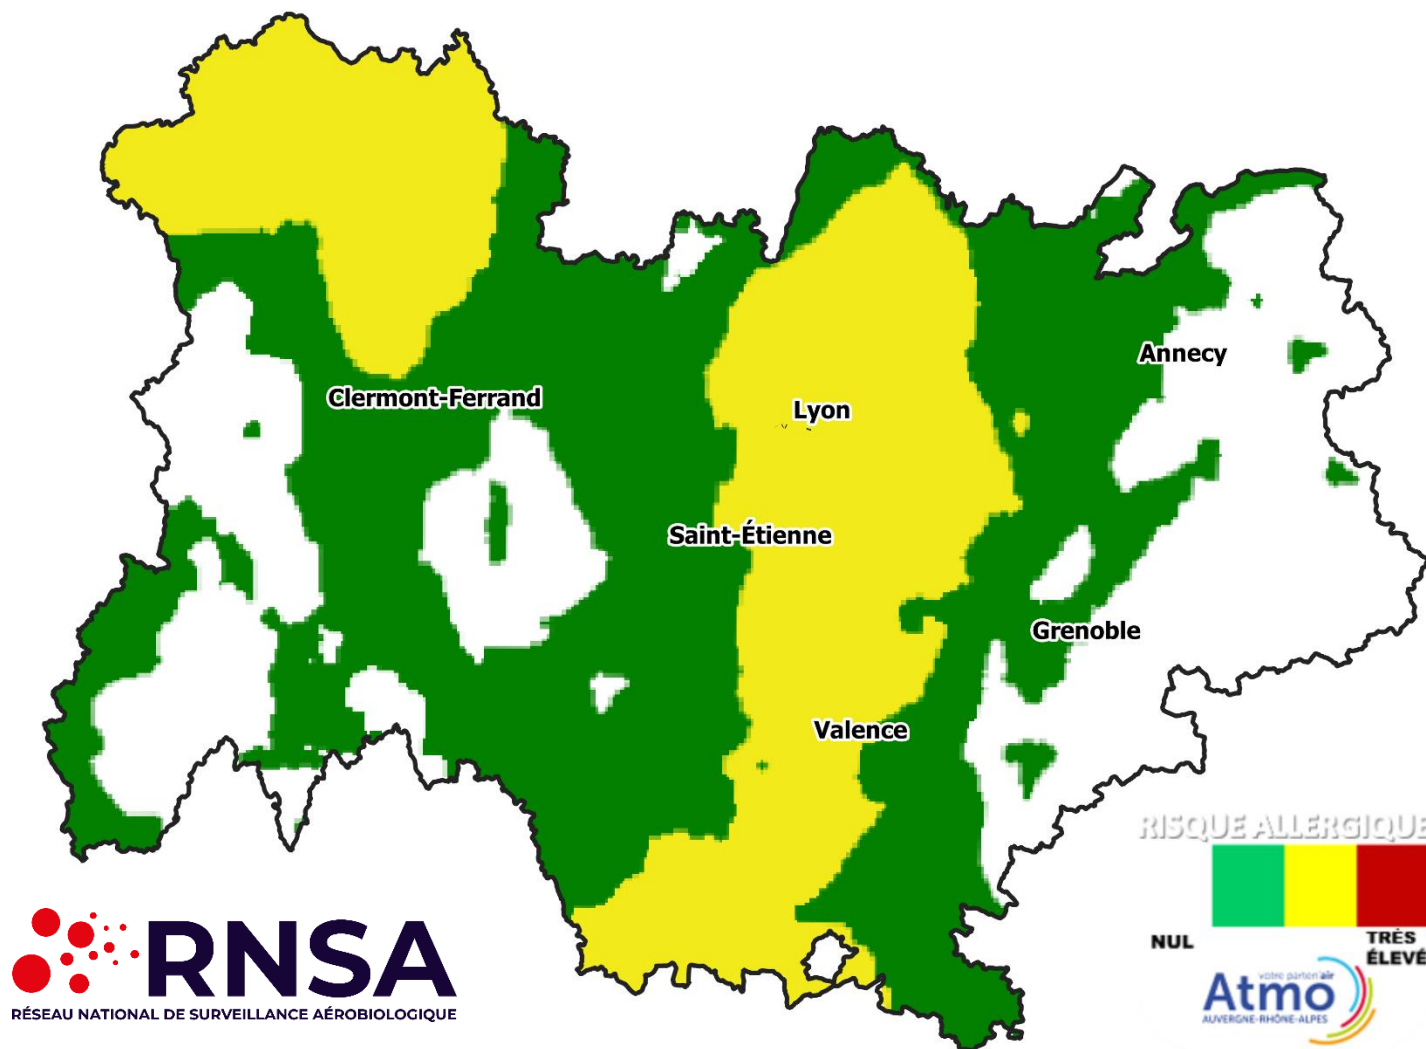 Annecy
Clermont-Ferrand
Lyon
Saint-Étienne
Grenoble
Valence
RISQUE ALLERGIQUE
NUL
TRÈS
ÉLEVÉ
RNSA
RÉSEAU NATIONAL DE SURVEILLANCE AÉROBIOLOGIQUE
votre parten'air
Atmo
AUVERGNE-RHÔNE-ALPES